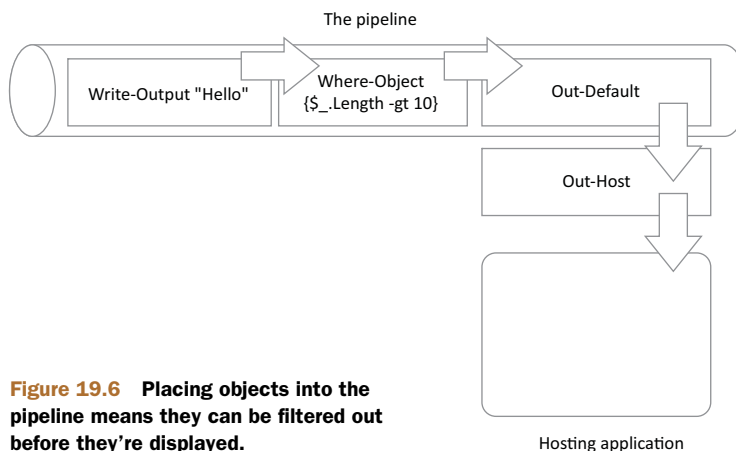 The pipeline
Write-Output "Hello"
Where-Object
{$_.Length -gt 10}
Out-Default
Out-Host
Figure 19.6 Placing objects into the
pipeline means they can be filtered out
before they’re displayed.
Hosting application